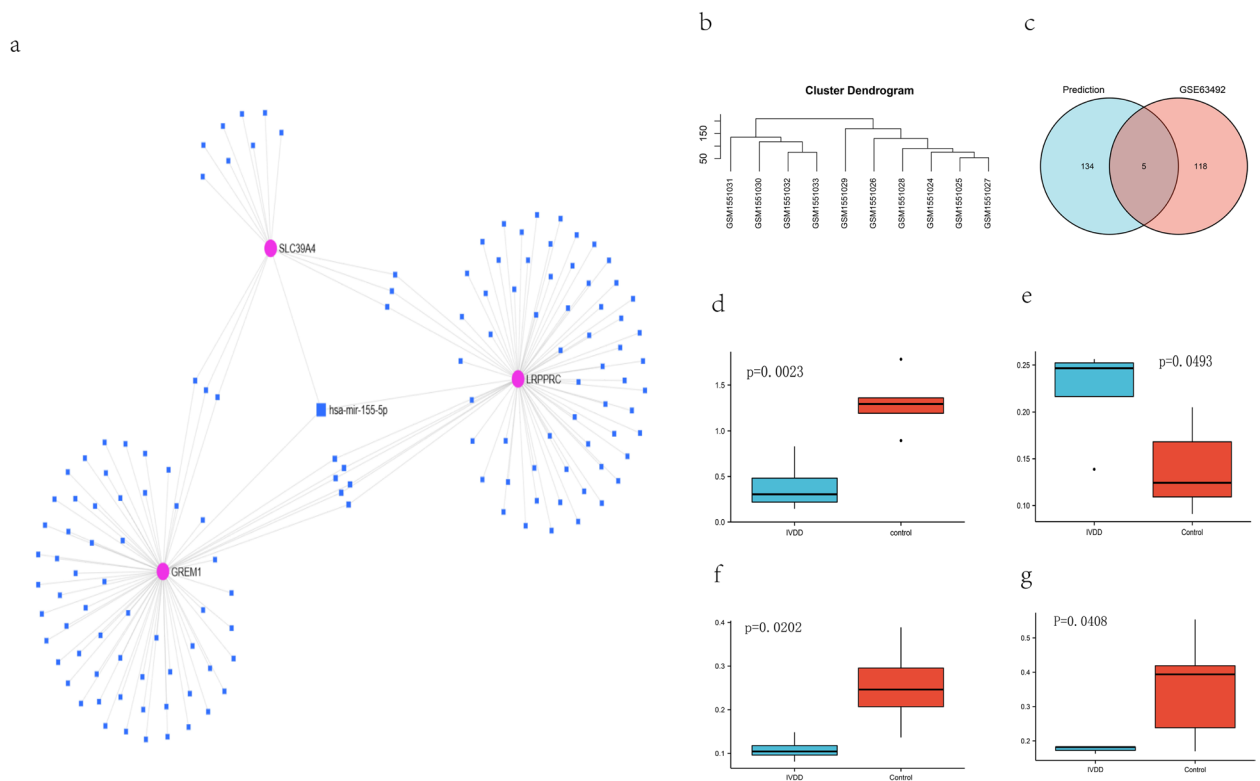 a
SLC39A4
LRPPRC
hsa-mir-155-5p
GREM1
b
Cluster Dendrogram
150
50
GSM1551031
GSM1551030
GSM1551032
GSM1551033
GSM1551029
GSM1551026
GSM1551028
GSM1551024
GSM1551025
GSM1551027
c
Prediction
GSE63492
134
5
118
d
p=0.0023
1.5
1.0
0.5
0.0
IVDD
control
e
p=0.0493
0.25
0.20
0.15
0.10
IVDD
Control
f
p=0.0202
0.4
0.3
0.2
0.1
IVDD
Control
g
P=0.0408
0.5
0.4
0.3
0.2
IVDD
Control